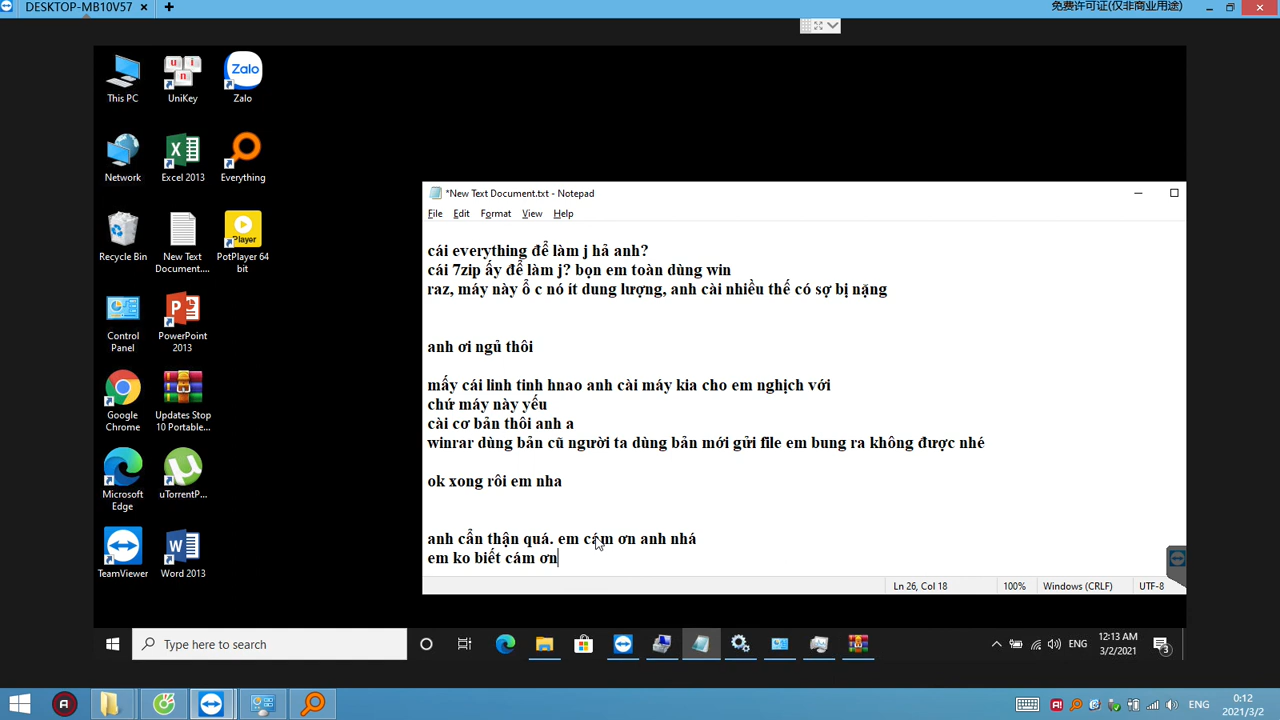 DESKTOP-MB10V57
免费许可证(仅非商业用途)
This PC
UniKey
Zalo
Zalo
Network
Excel 2013
Everything
Recycle Bin
New Text Document....
Player
PotPlayer 64 bit
Control Panel
PowerPoint 2013
Google Chrome
Updates Stop 10 Portable...
Microsoft Edge
uTorrentP...
TeamViewer
Word 2013
*New Text Document.txt - Notepad
File Edit Format View Help
cái everything để làm j hả anh?
cái 7zip ấy để làm j? bọn em toàn dùng win
raz, máy này ổ c nó ít dung lượng, anh cài nhiều thế có sợ bị nặng
anh ơi ngủ thôi
mấy cái linh tinh hnao anh cài máy kia cho em nghịch với
chứ máy này yếu
cài cơ bản thôi anh a
winrar dùng bản cũ người ta dùng bản mới gửi file em bung ra không được nhé
ok xong rôi em nha
anh cẩn thận quá. em cám ơn anh nhá
em ko biết cám ơn
Ln 26, Col 18
100%
Windows (CRLF)
UTF-8
Type here to search
ENG
12:13 AM
3/2/2021
3
ENG
0:12
2021/3/2